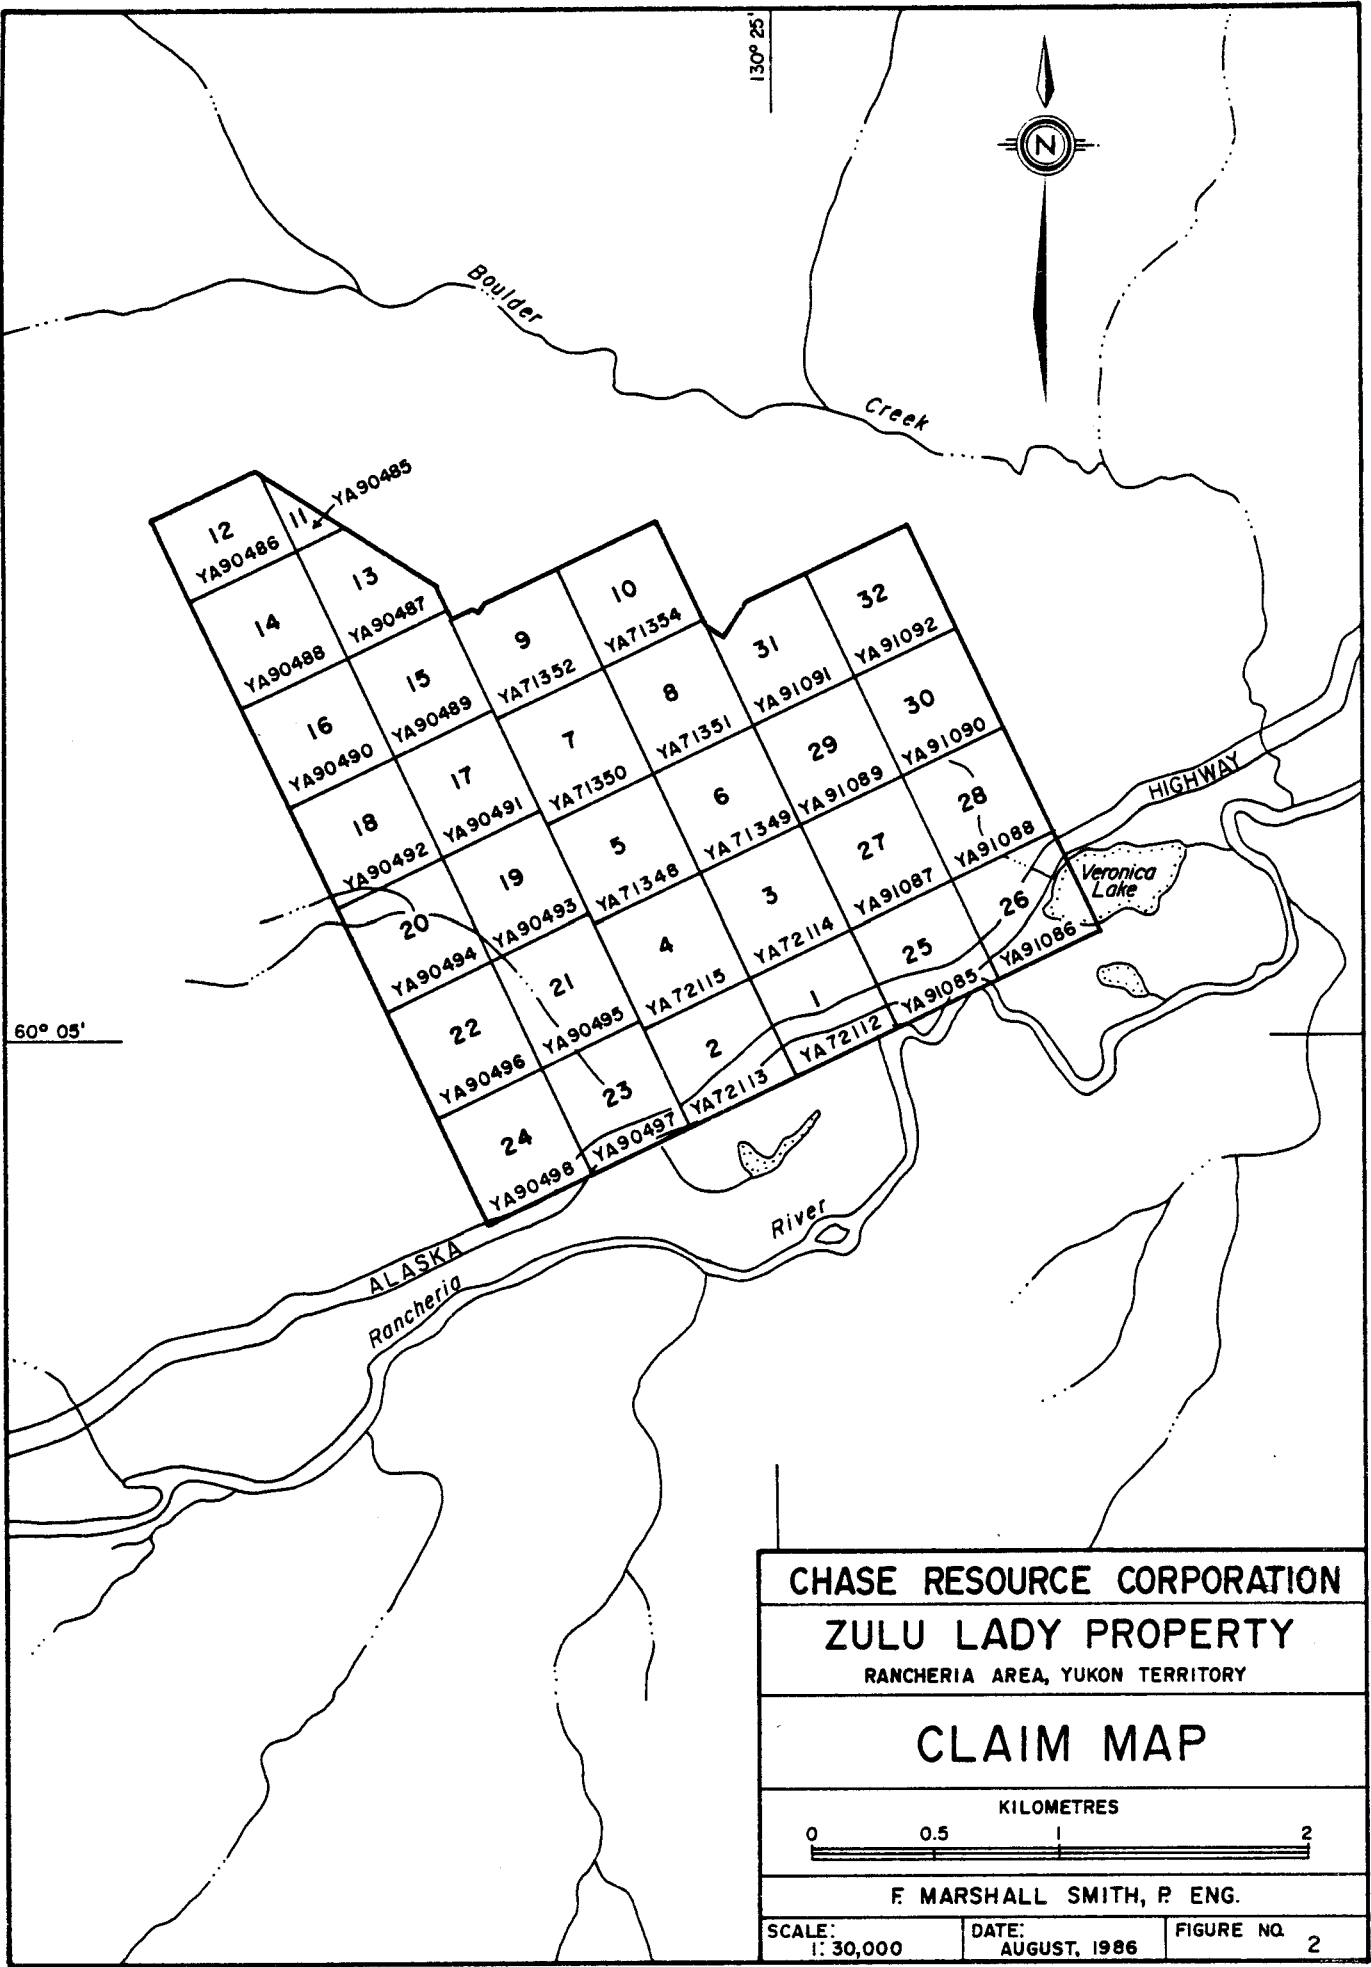 130° 25'
N
Boulder
Creek
YA90485
12
YA90486
11
13
YA90487
14
YA90488
10
YA71354
9
YA71352
32
YA91092
31
YA91091
15
YA90489
8
YA71351
16
YA90490
30
YA91090
7
YA71350
29
YA91089
17
YA90491
6
YA71349
28
YA91088
18
YA90492
5
YA71348
27
YA91087
HIGHWAY
Veronica
Lake
19
YA90493
3
YA72114
26
YA91086
20
YA90494
4
YA72115
25
YA91085
21
YA90495
1
YA72112
60° 05'
22
YA90496
2
YA72113
23
YA90497
24
YA90498
River
ALASKA
Rancheria
CHASE RESOURCE CORPORATION
ZULU LADY PROPERTY
RANCHERIA AREA, YUKON TERRITORY
CLAIM MAP
KILOMETRES
0 0.5 1 2
F. MARSHALL SMITH, P. ENG.
SCALE: 1:30,000
DATE: AUGUST, 1986
FIGURE NO. 2